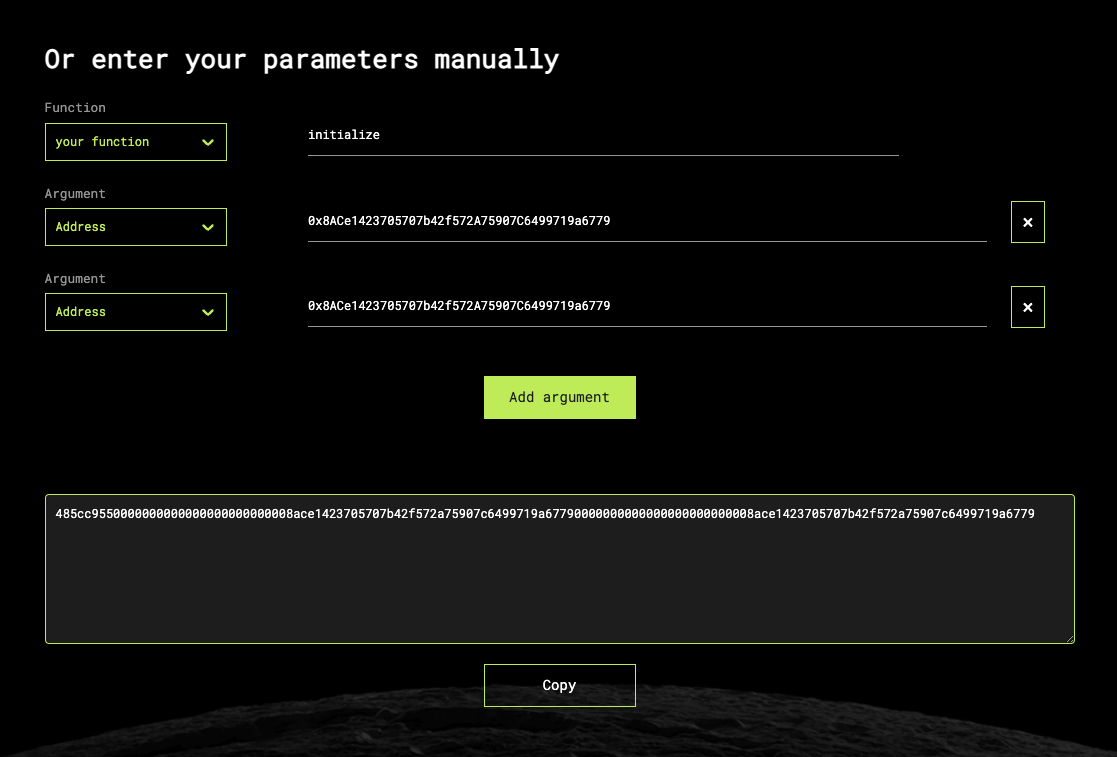 Or enter your parameters manually
Function
your function
initialize
Argument
Address
0x8ACe1423705707b42f572A75907C6499719a6779
×
Argument
Address
0x8ACe1423705707b42f572A75907C6499719a6779
×
Add argument
485cc9550000000000000000000000008ace1423705707b42f572a75907c6499719a67790000000000000000000000008ace1423705707b42f572a75907c6499719a6779
Copy